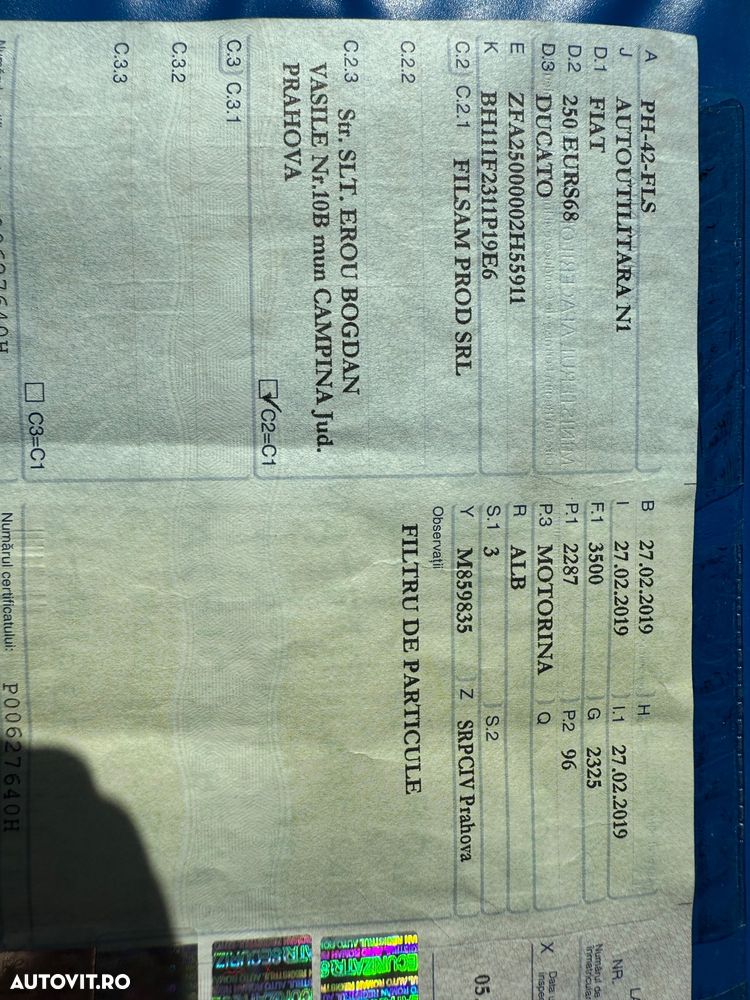 A PH-42-FLS
J AUTOUTILITARA N1
D.1 FIAT
D.2 250 EURS68
D.3 DUCATO
E ZFA25000002H55911
K BH111F2311P19E6
C.2 C.2.1 FILSAM PROD SRL
C.2.2
C.2.3 Str. SLT. EROU BOGDAN
VASILE Nr.10B mun CAMPINA Jud.
PRAHOVA
C2=C1
C.3 C.3.1
C.3.2
C.3.3
C3=C1
B 27.02.2019 H
I 27.02.2019 I.1 27.02.2019
F.1 3500 G 2325
P.1 2287 P.2 96
P.3 MOTORINA Q
R ALB
S.1 3 S.2
Y M859835 Z SRPCIV Prahova
Observații
FILTRU DE PARTICULE
Numărul certificatului: P00627640H
NR.
Numărul de
X
05
AUTOVIT.RO